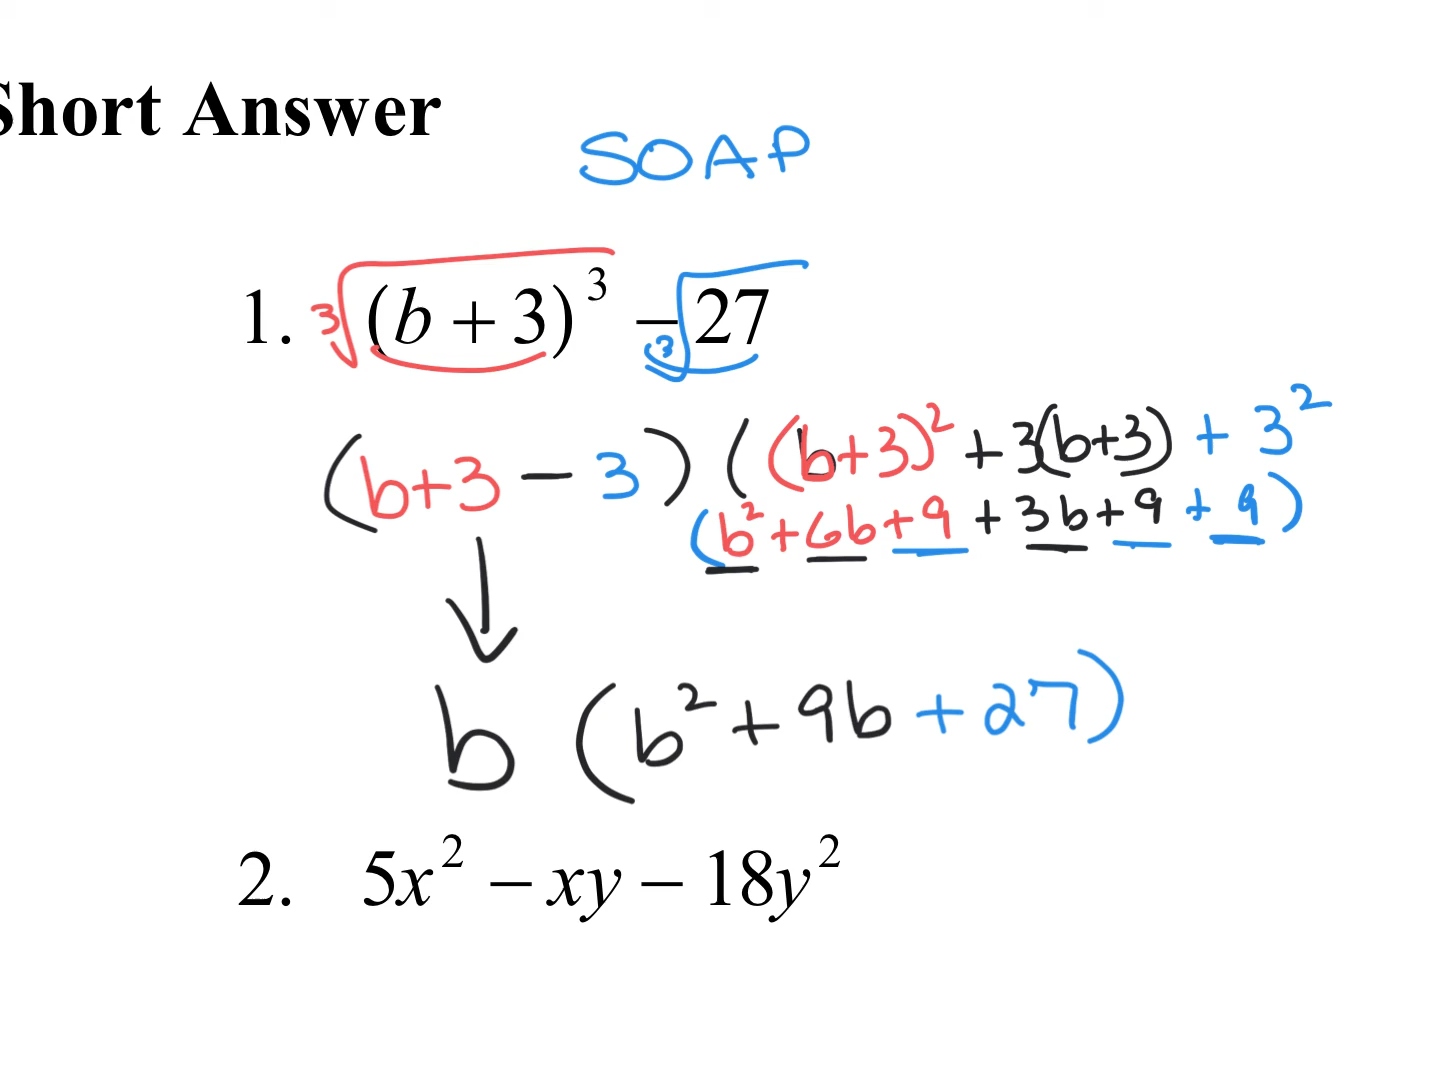 Short Answer
SOAP
1. ∛(b + 3)³ − ∛27
(b+3 − 3) ((b+3)² + 3(b+3) + 3²
(b² + 6b + 9 + 3b + 9 + 9)
b (b² + 9b + 27)
2. 5x² − xy − 18y²